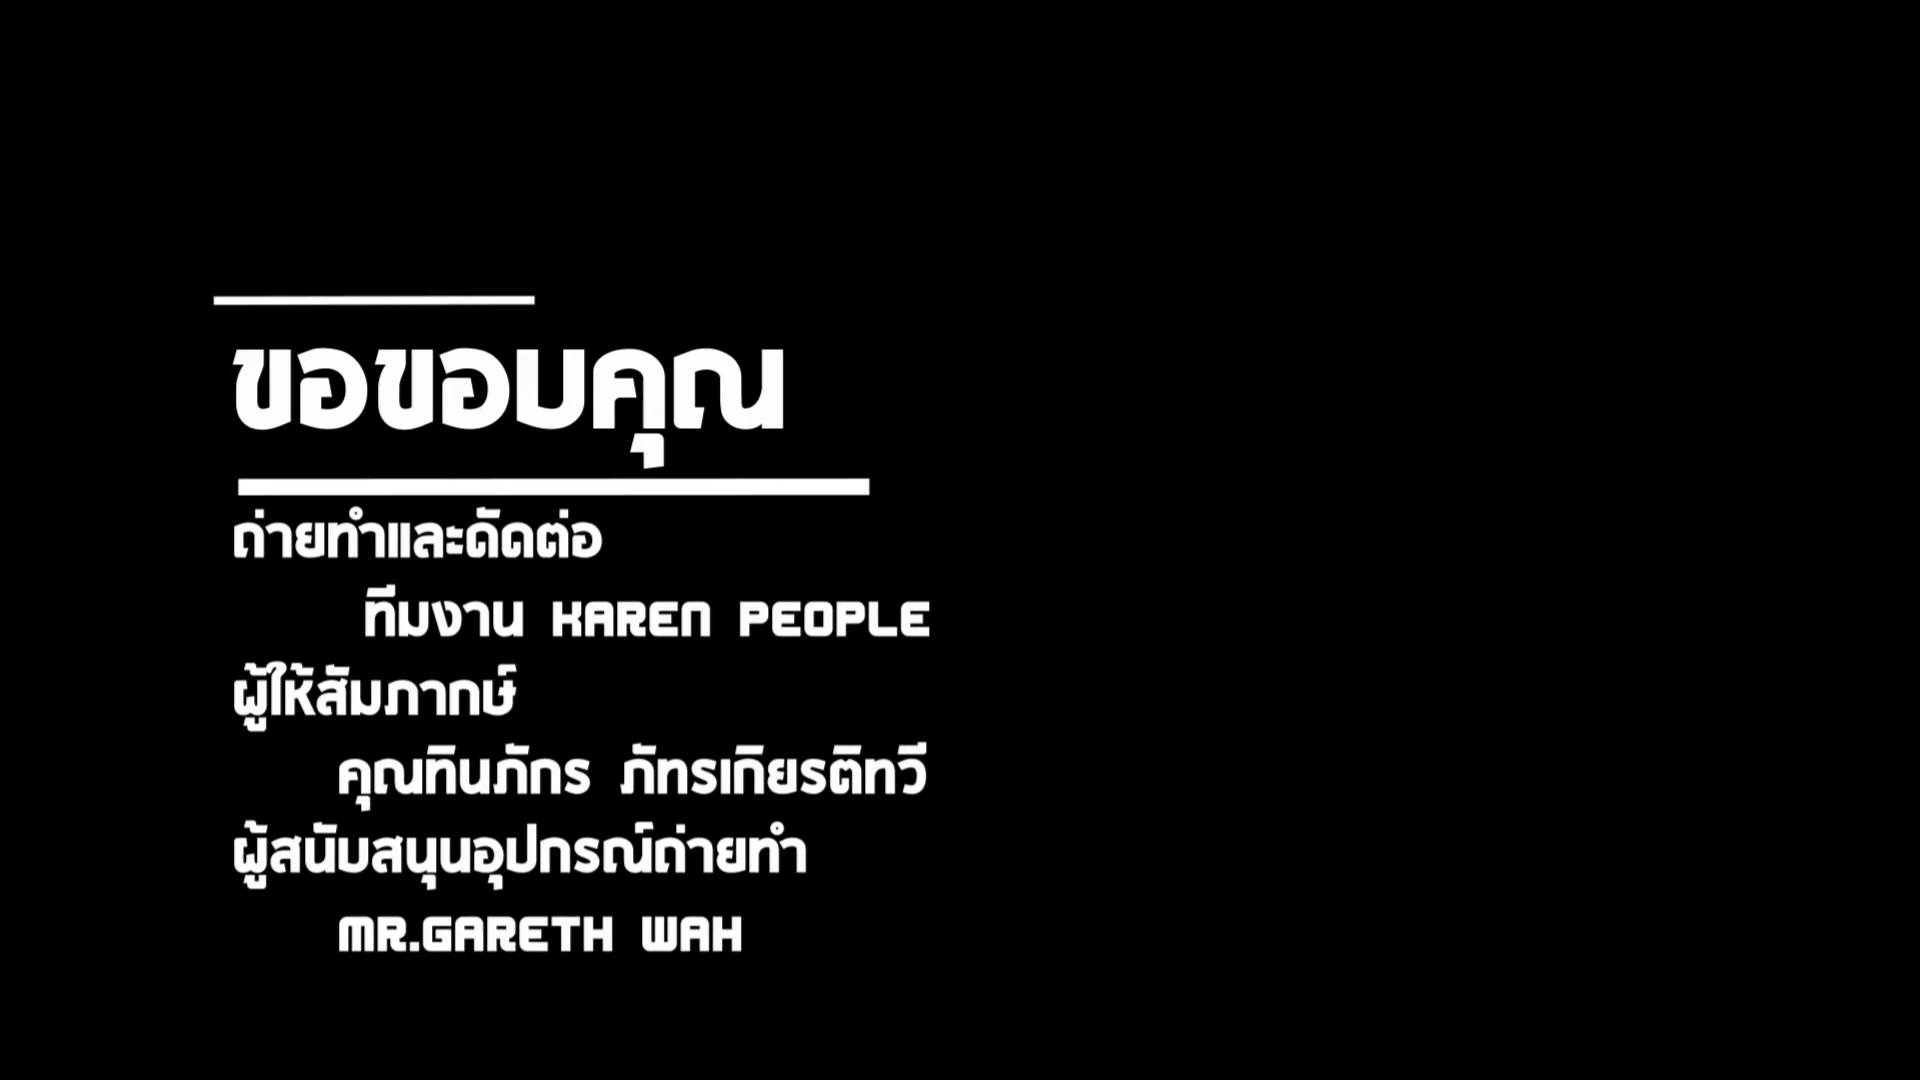 ขอขอบคุณ
ถ่ายทำและดัดต่อ
ทีมงาน KAREN PEOPLE
ผู้ให้สัมภากษ์
คุณทินภักร ภัทรเกียรติทวี
ผู้สนับสนุนอุปกรณ์ถ่ายทำ
MR.GARETH WAH